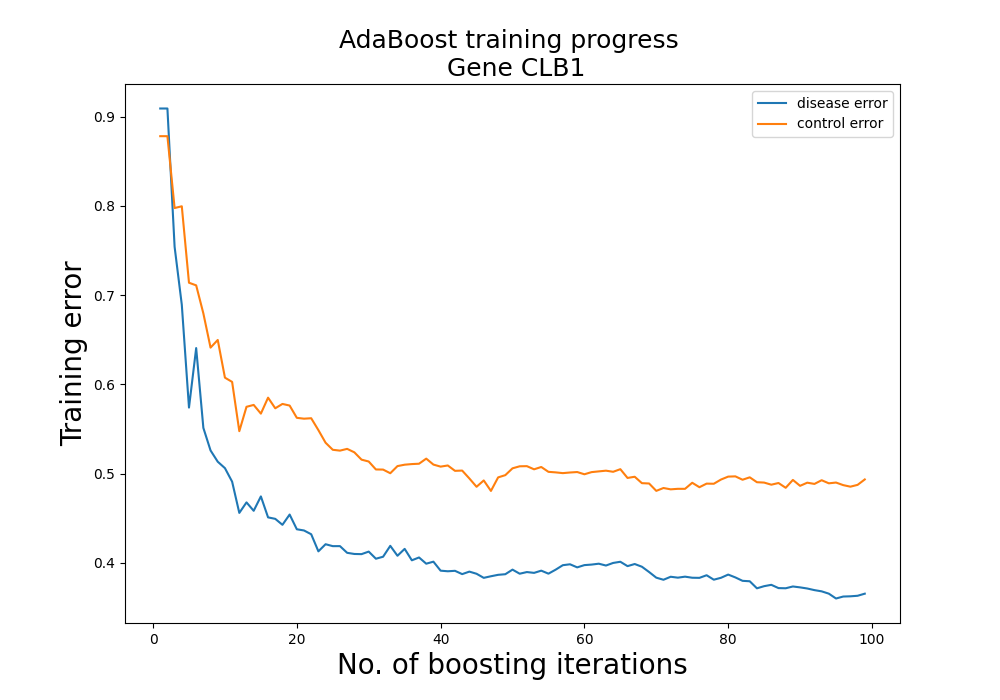 AdaBoost training progress
Gene CLB1
disease error
control error
0.9
0.8
0.7
0.6
0.5
0.4
Training error
0 20 40 60 80 100
No. of boosting iterations